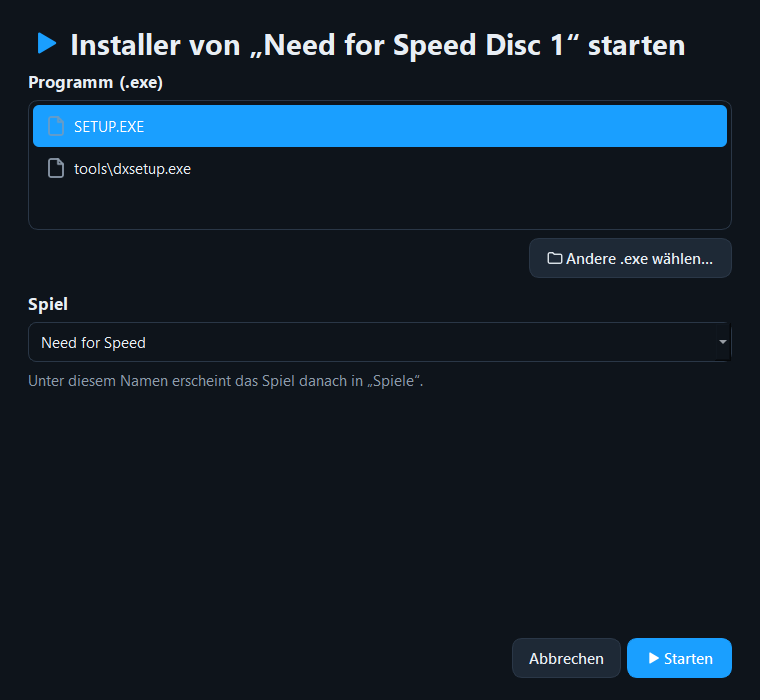 Installer von „Need for Speed Disc 1“ starten
Programm (.exe)
SETUP.EXE
tools\dxsetup.exe
Andere .exe wählen...
Spiel
Need for Speed
Unter diesem Namen erscheint das Spiel danach in „Spiele“.
Abbrechen
Starten